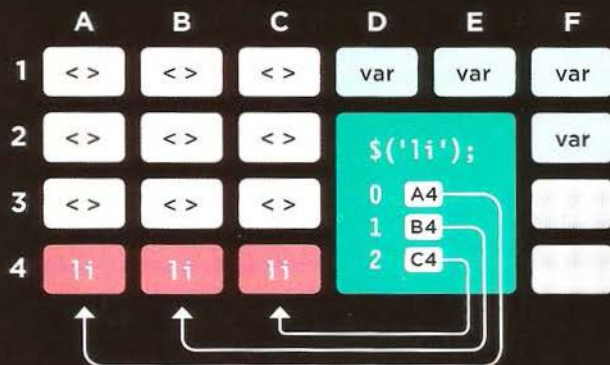 A B C D E F
1 < > < > < > var var var
2 < > < > < > $('li'); var
3 < > < > < > 0 A4
1 B4
4 li li li 2 C4